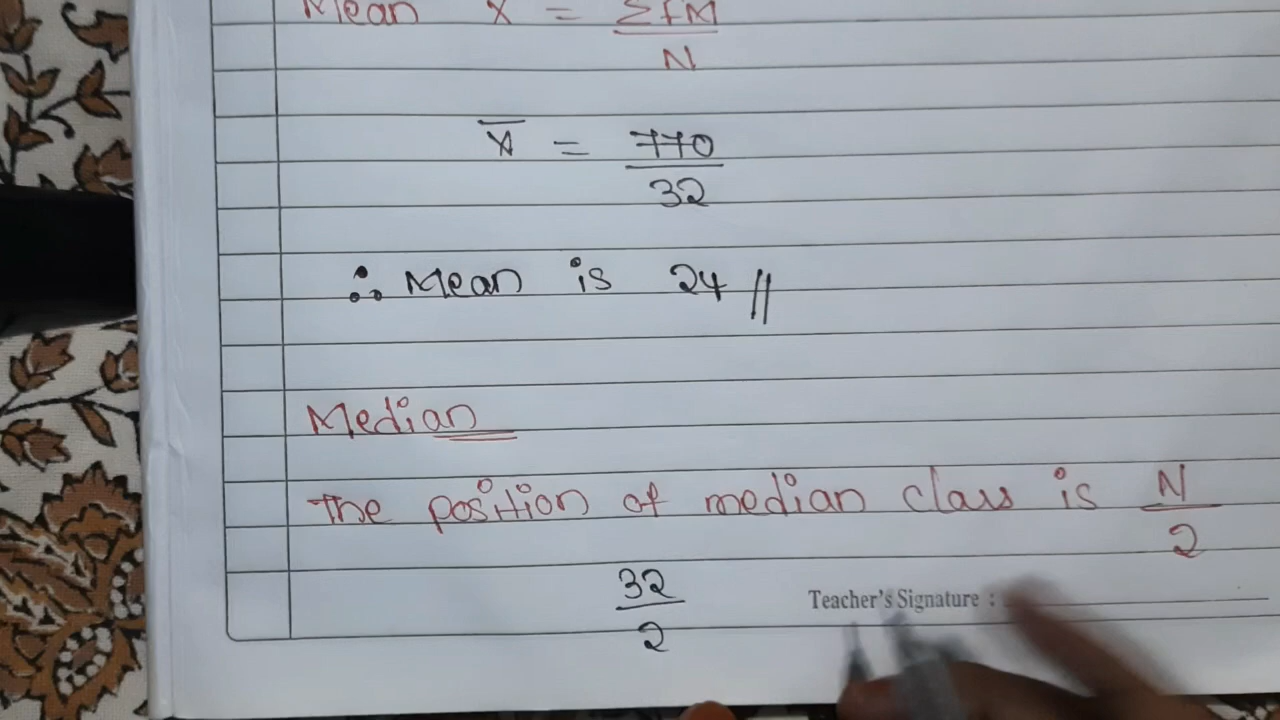 Mean X = ΣfM
N
X̄ = 770
32
∴ Mean is 24 //
Median
The position of median class is N
2
32
2
Teacher's Signature :